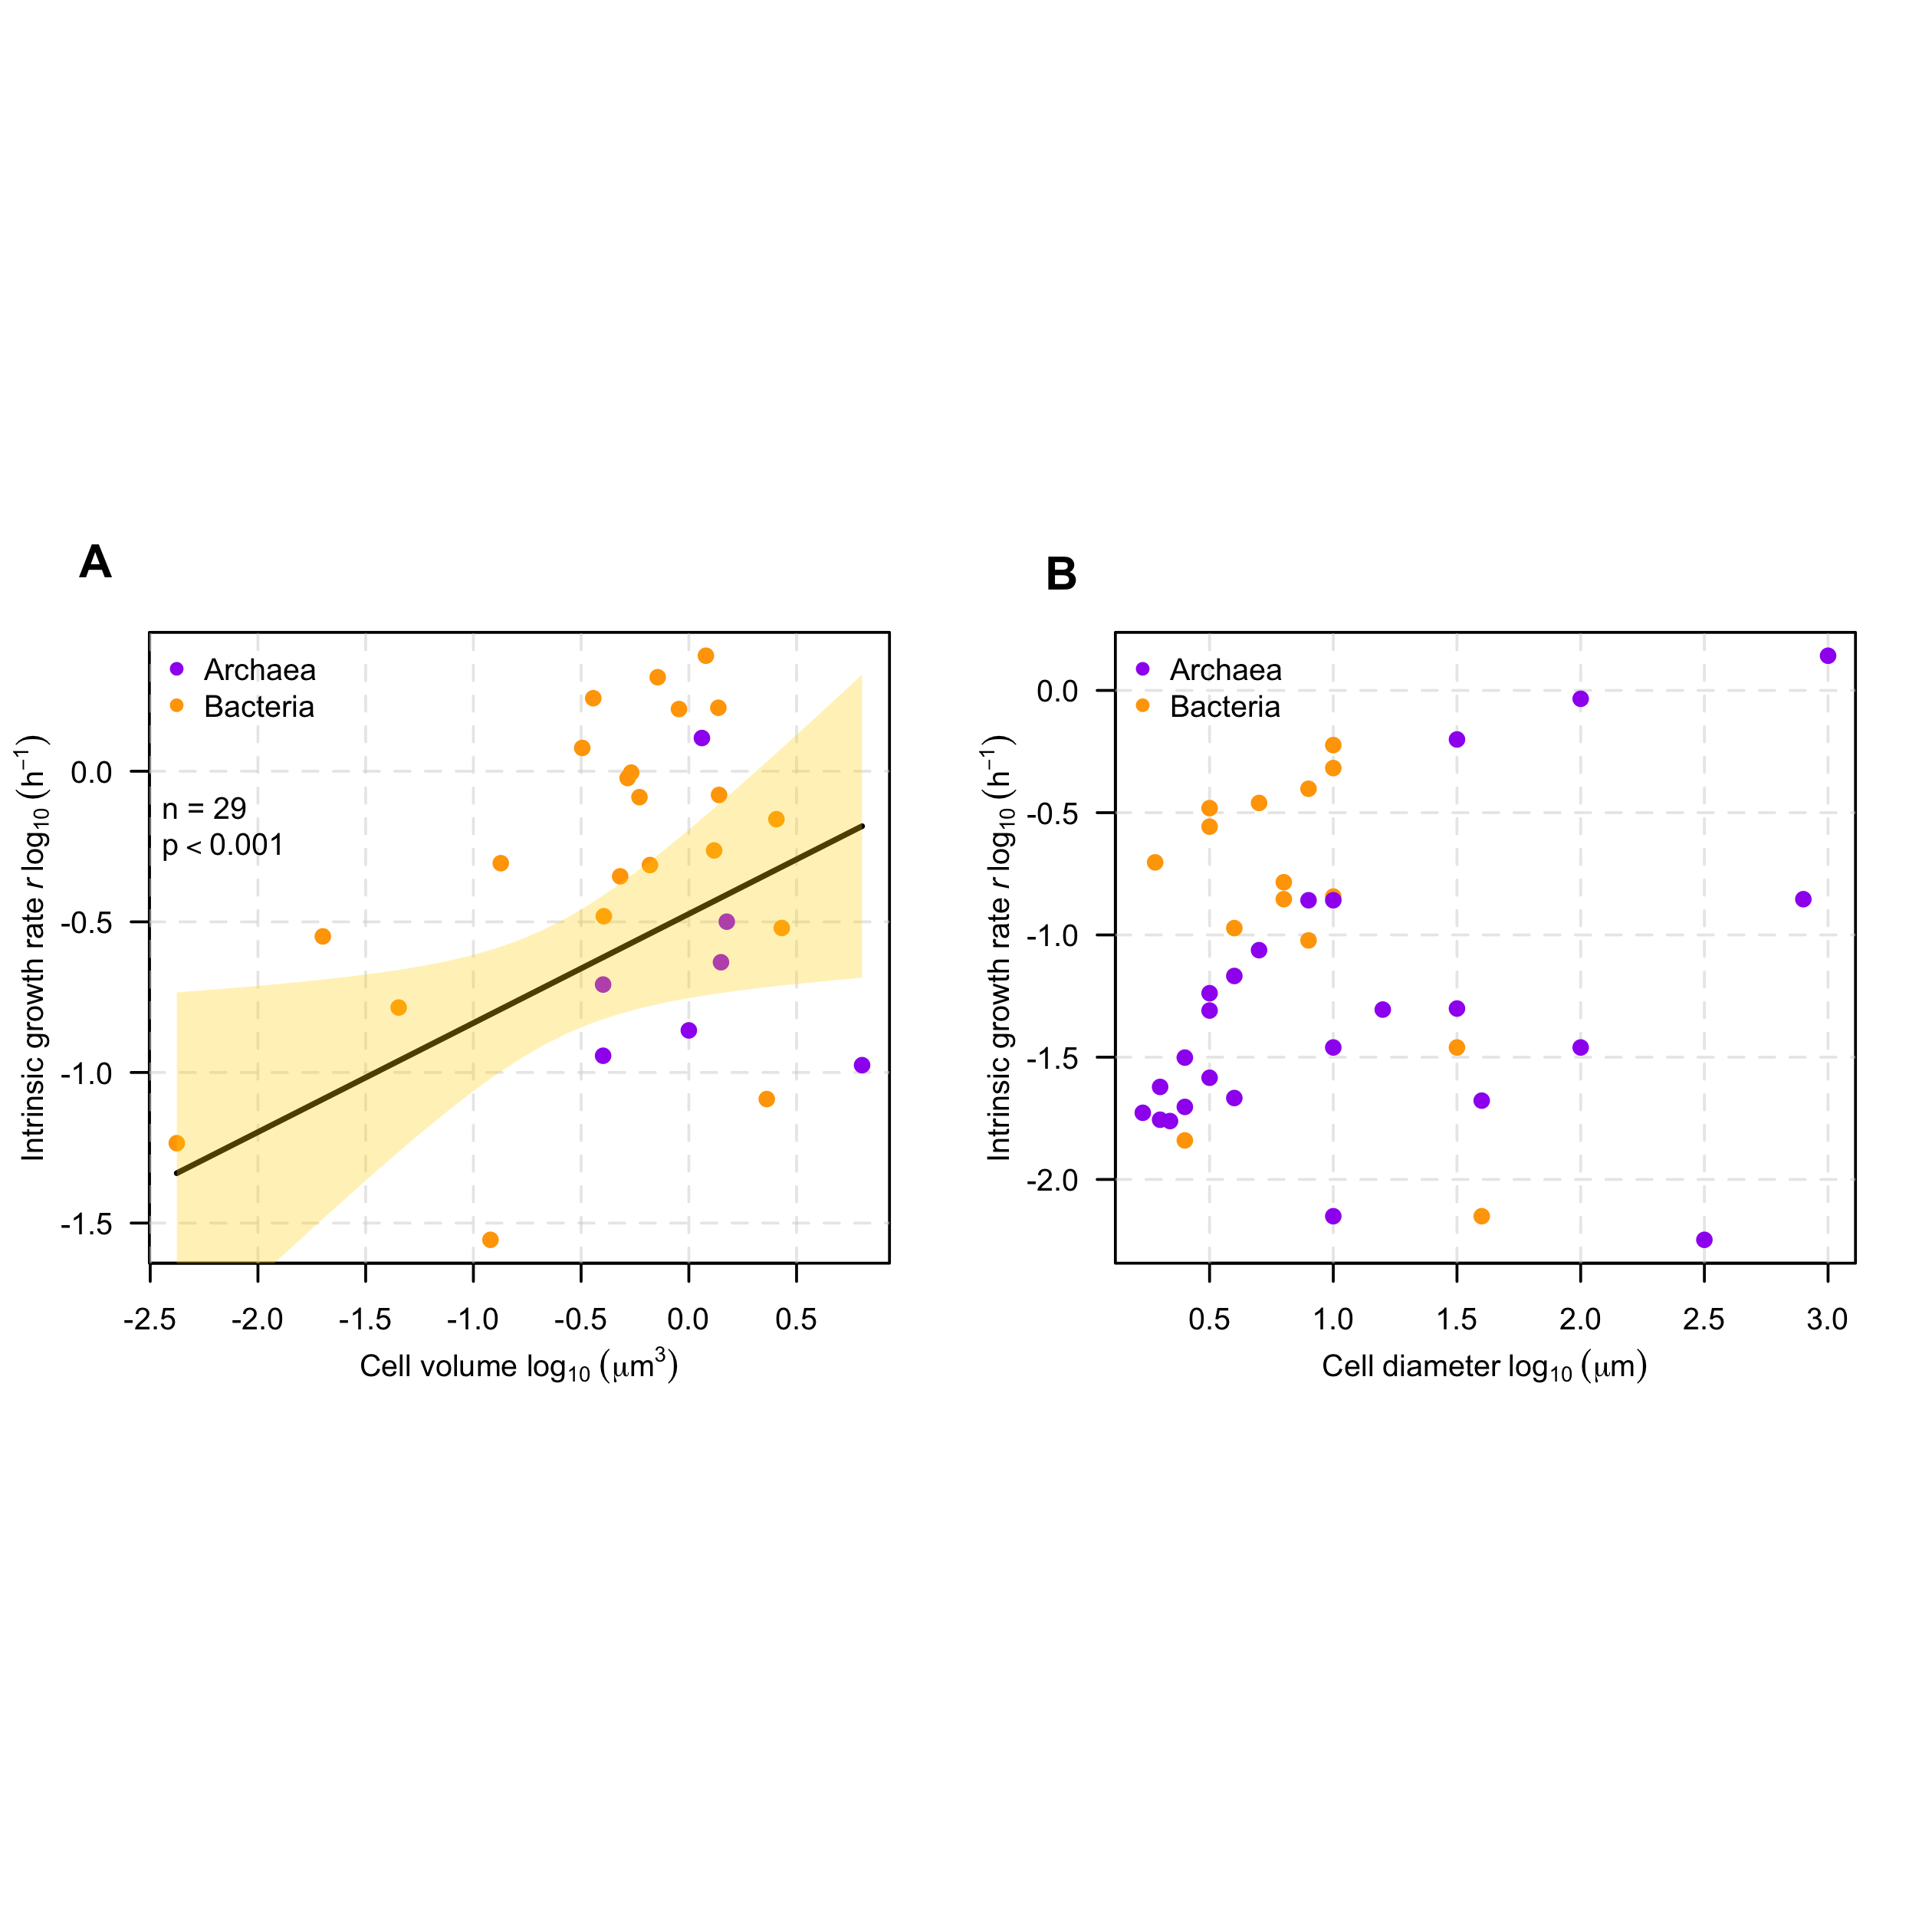 A
Archaea
Bacteria
n = 29
p < 0.001
0.0
-0.5
-1.0
-1.5
Intrinsic growth rate r log₁₀ (h⁻¹)
-2.5 -2.0 -1.5 -1.0 -0.5 0.0 0.5
Cell volume log₁₀ (μm³)
B
Archaea
Bacteria
0.0
-0.5
-1.0
-1.5
-2.0
Intrinsic growth rate r log₁₀ (h⁻¹)
0.5 1.0 1.5 2.0 2.5 3.0
Cell diameter log₁₀ (μm)